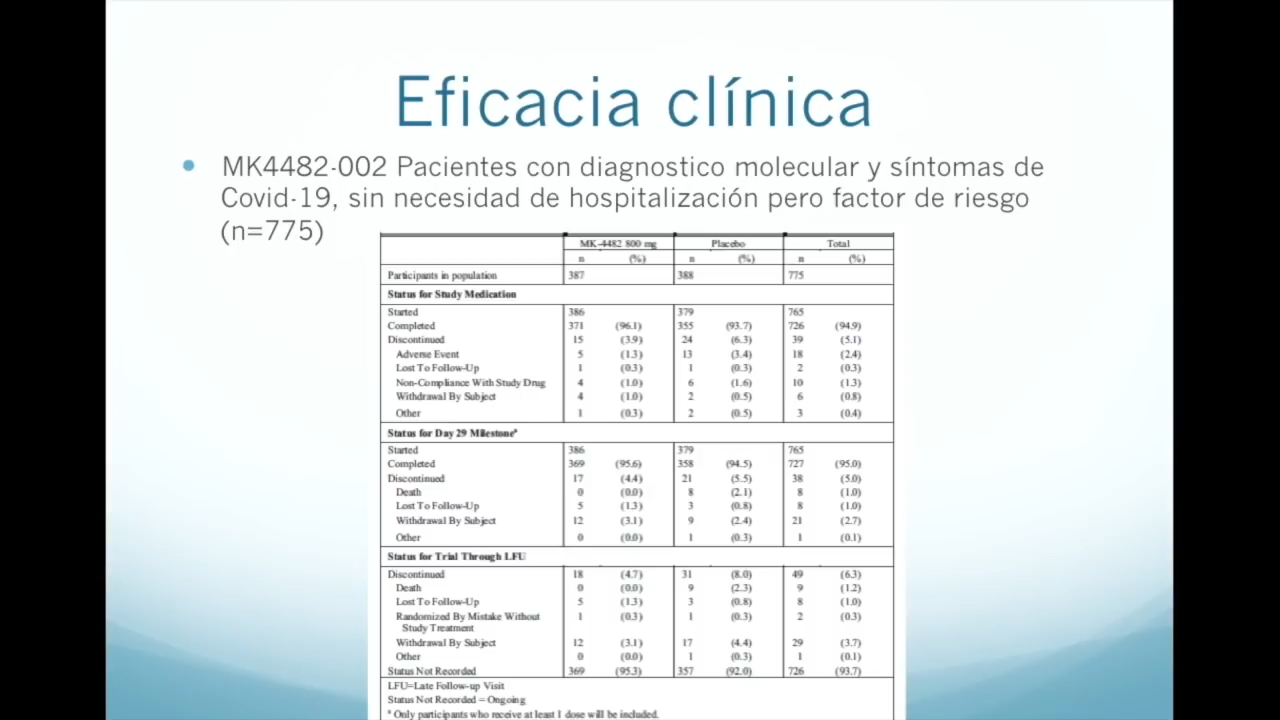 Eficacia clínica
MK4482-002 Pacientes con diagnostico molecular y síntomas de
Covid-19, sin necesidad de hospitalización pero factor de riesgo
(n=775)
MK-4482 800 mg Placebo Total
n (%) n (%) n (%)
Participants in population 387 388 775
Status for Study Medication
Started 386 379 765
Completed 371 (96.1) 355 (93.7) 726 (94.9)
Discontinued 15 (3.9) 24 (6.3) 39 (5.1)
Adverse Event 5 (1.3) 13 (3.4) 18 (2.4)
Lost To Follow-Up 1 (0.3) 1 (0.3) 2 (0.3)
Non-Compliance With Study Drug 4 (1.0) 6 (1.6) 10 (1.3)
Withdrawal By Subject 4 (1.0) 2 (0.5) 6 (0.8)
Other 1 (0.3) 2 (0.5) 3 (0.4)
Status for Day 29 Milestoneª
Started 386 379 765
Completed 369 (95.6) 358 (94.5) 727 (95.0)
Discontinued 17 (4.4) 21 (5.5) 38 (5.0)
Death 0 (0.0) 8 (2.1) 8 (1.0)
Lost To Follow-Up 5 (1.3) 3 (0.8) 8 (1.0)
Withdrawal By Subject 12 (3.1) 9 (2.4) 21 (2.7)
Other 0 (0.0) 1 (0.3) 1 (0.1)
Status for Trial Through LFU
Discontinued 18 (4.7) 31 (8.0) 49 (6.3)
Death 0 (0.0) 9 (2.3) 9 (1.2)
Lost To Follow-Up 5 (1.3) 3 (0.8) 8 (1.0)
Randomized By Mistake Without 1 (0.3) 1 (0.3) 2 (0.3)
Study Treatment
Withdrawal By Subject 12 (3.1) 17 (4.4) 29 (3.7)
Other 0 (0.0) 1 (0.3) 1 (0.1)
Status Not Recorded 369 (95.3) 357 (92.0) 726 (93.7)
LFU=Late Follow-up Visit
Status Not Recorded = Ongoing
ª Only participants who receive at least 1 dose will be included.